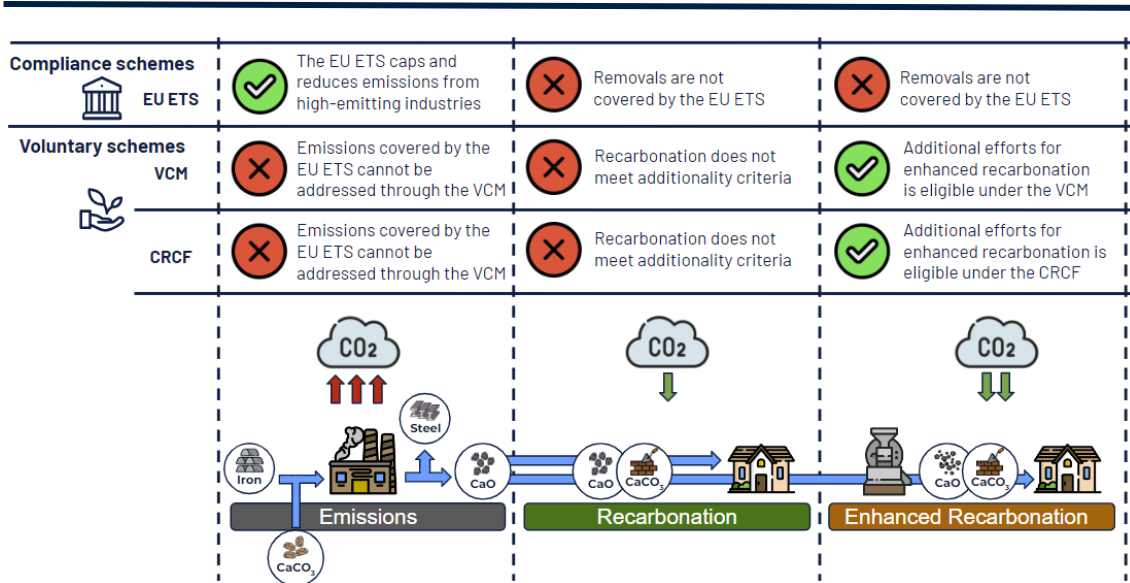 Compliance schemes
EU ETS
The EU ETS caps and
reduces emissions from
high-emitting industries
Removals are not
covered by the EU ETS
Removals are not
covered by the EU ETS
Voluntary schemes
VCM
Emissions covered by the
EU ETS cannot be
addressed through the VCM
Recarbonation does not
meet additionality criteria
Additional efforts for
enhanced recarbonation
is eligible under the VCM
CRCF
Emissions covered by the
EU ETS cannot be
addressed through the VCM
Recarbonation does not
meet additionality criteria
Additional efforts for
enhanced recarbonation is
eligible under the CRCF
CO2
CO2
CO2
Steel
Iron
CaO
CaO
CaCO3
CaO
CaCO3
Emissions
Recarbonation
Enhanced Recarbonation
CaCO3